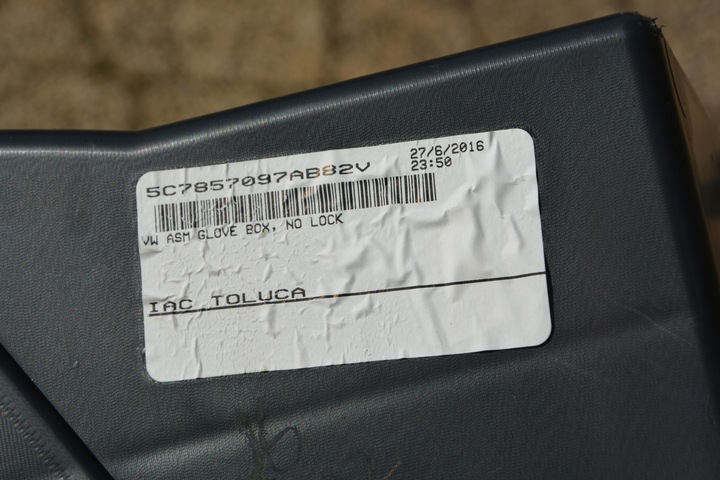 5C7857097AB82V
27/6/2016
23:50
VW ASM GLOVE BOX, NO LOCK
IAC TOLUCA